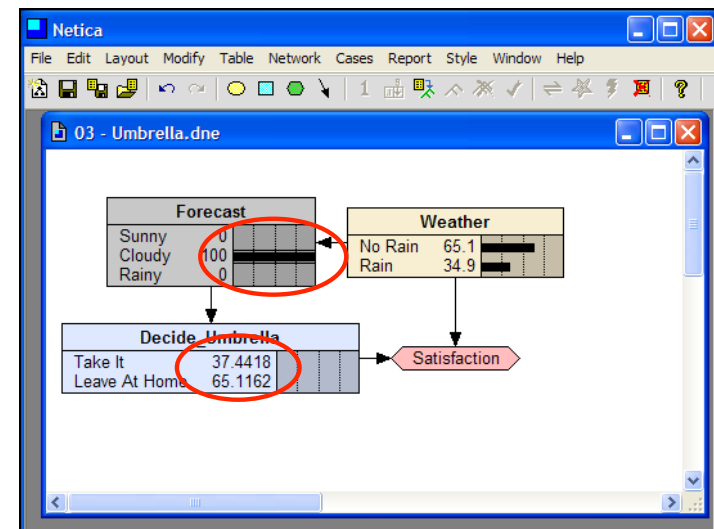 Netica
File Edit Layout Modify Table Network Cases Report Style Window Help
1 ?
03 - Umbrella.dne
Forecast
Sunny 0
Cloudy 100
Rainy 0
Weather
No Rain 65.1
Rain 34.9
Decide_Umbrella
Take It 37.4418
Leave At Home 65.1162
Satisfaction